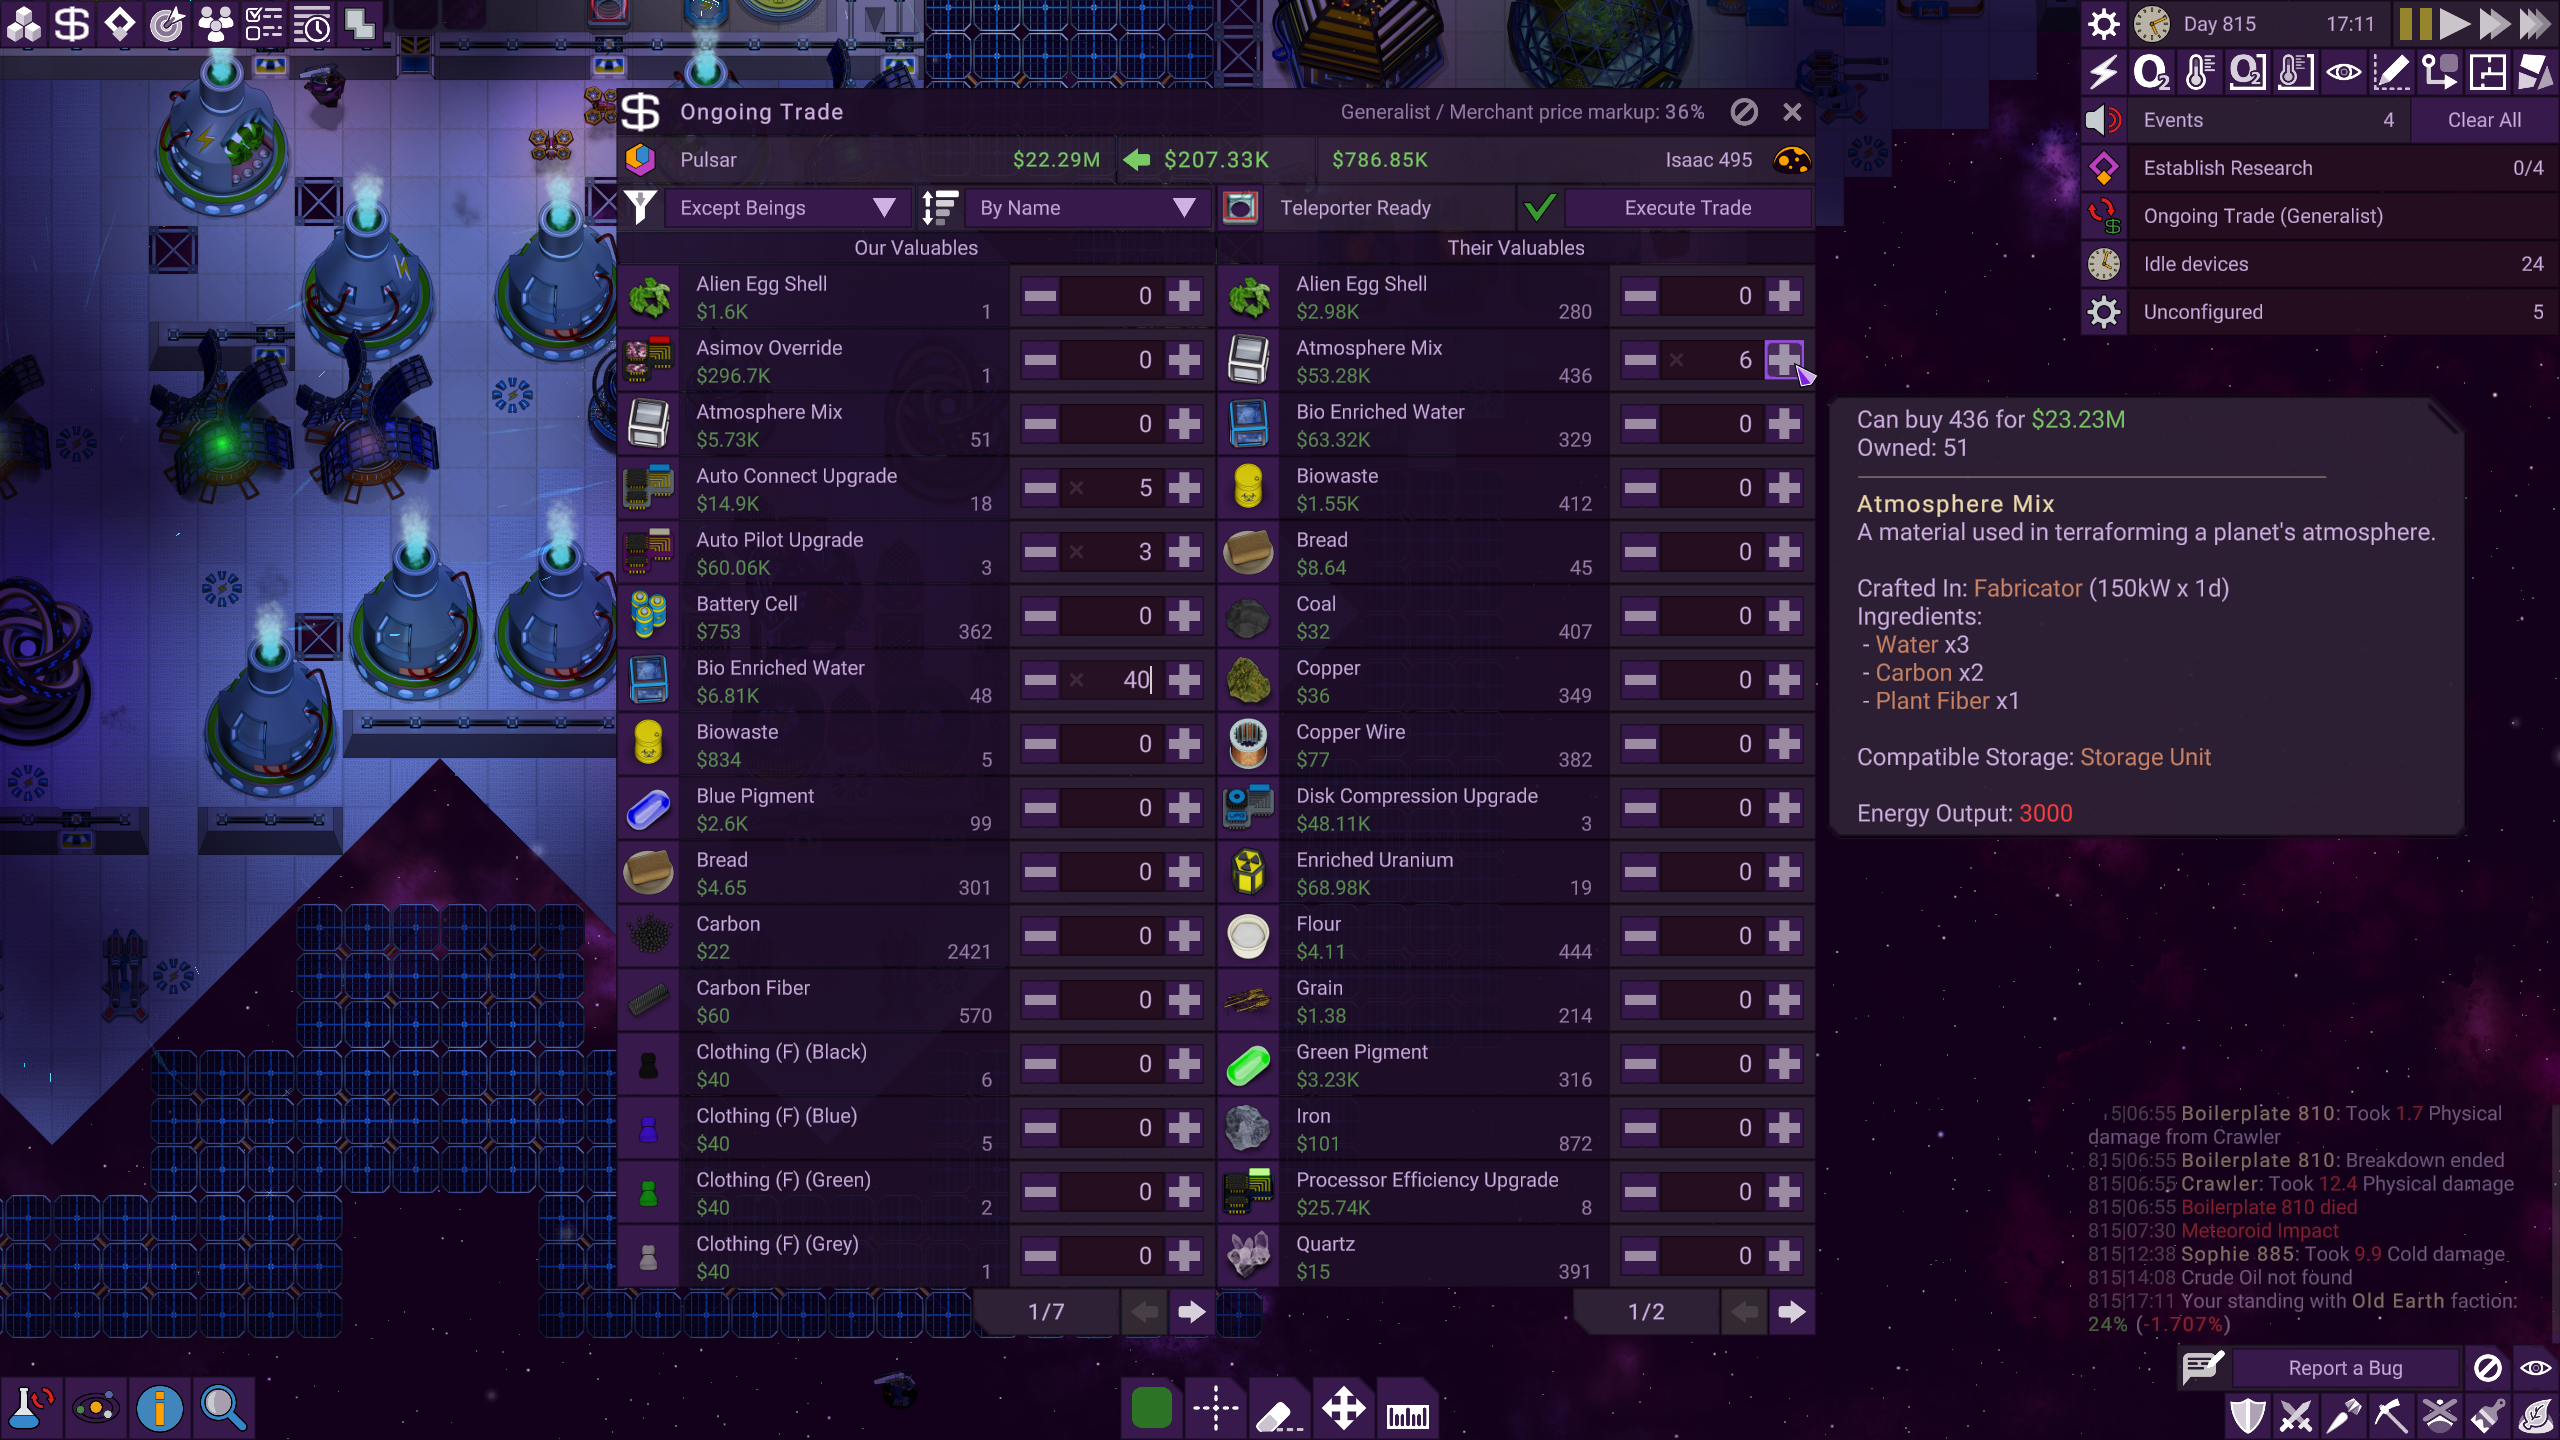 Day 815 17:11
Ongoing Trade
Generalist / Merchant price markup: 36%
Pulsar $22.29M $207.33K $786.85K Isaac 495
Except Beings By Name Teleporter Ready Execute Trade
Our Valuables
Alien Egg Shell 0
$1.6K 1
Asimov Override 0
$296.7K 1
Atmosphere Mix 0
$5.73K 51
Auto Connect Upgrade 5
$14.9K 18
Auto Pilot Upgrade 3
$60.06K 3
Battery Cell 0
$753 362
Bio Enriched Water 40
$6.81K 48
Biowaste 0
$834 5
Blue Pigment 0
$2.6K 99
Bread 0
$4.65 301
Carbon 0
$22 2421
Carbon Fiber 0
$60 570
Clothing (F) (Black) 0
$40 6
Clothing (F) (Blue) 0
$40 5
Clothing (F) (Green) 0
$40 2
Clothing (F) (Grey) 0
$40 1
1/7
Their Valuables
Alien Egg Shell 0
$2.98K 280
Atmosphere Mix 6
$53.28K 436
Bio Enriched Water 0
$63.32K 329
Biowaste 0
$1.55K 412
Bread 0
$8.64 45
Coal 0
$32 407
Copper 0
$36 349
Copper Wire 0
$77 382
Disk Compression Upgrade 0
$48.11K 3
Enriched Uranium 0
$68.98K 19
Flour 0
$4.11 444
Grain 0
$1.38 214
Green Pigment 0
$3.23K 316
Iron 0
$101 872
Processor Efficiency Upgrade 0
$25.74K 8
Quartz 0
$15 391
1/2
O2 O2
Events 4 Clear All
Establish Research 0/4
Ongoing Trade (Generalist)
Idle devices 24
Unconfigured 5
Can buy 436 for $23.23M
Owned: 51
Atmosphere Mix
A material used in terraforming a planet's atmosphere.
Crafted In: Fabricator (150kW x 1d)
Ingredients:
- Water x3
- Carbon x2
- Plant Fiber x1
Compatible Storage: Storage Unit
Energy Output: 3000
15|06:55 Boilerplate 810: Took 1.7 Physical
damage from Crawler
815|06:55 Boilerplate 810: Breakdown ended
815|06:55 Crawler: Took 12.4 Physical damage
815|06:55 Boilerplate 810 died
815|07:30 Meteoroid Impact
815|12:38 Sophie 885: Took 9.9 Cold damage
815|14:08 Crude Oil not found
815|17:11 Your standing with Old Earth faction:
24% (-1.707%)
Report a Bug